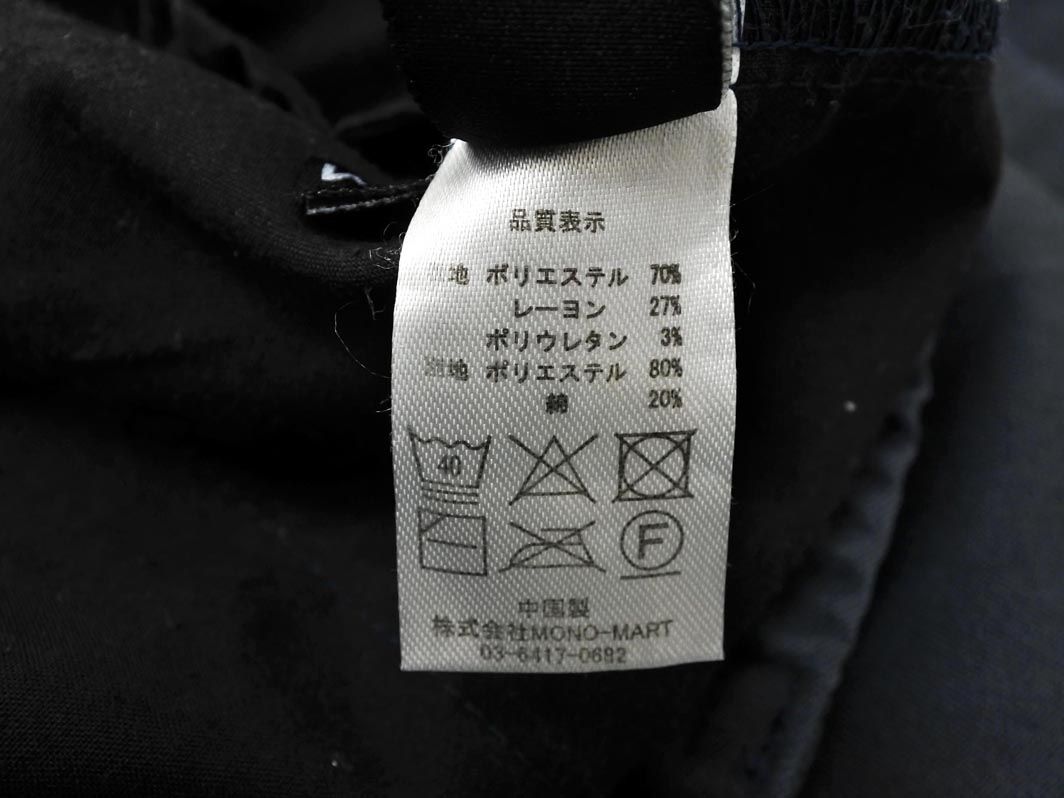 品質表示
表地 ポリエステル 70%
レーヨン 27%
ポリウレタン 3%
地 ポリエステル 80%
綿 20%
40
F
中国製
株式会社MONO-MART
03-6417-0682